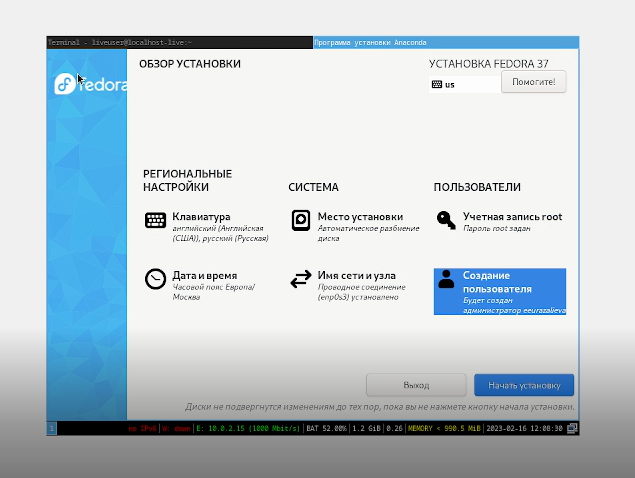 Terminal - liveuser@localhost-live:~
Программа установки Anaconda
fedora
ОБЗОР УСТАНОВКИ
УСТАНОВКА FEDORA 37
us
Помогите!
РЕГИОНАЛЬНЫЕ
НАСТРОЙКИ
СИСТЕМА
ПОЛЬЗОВАТЕЛИ
Клавиатура
английский (Английская
(США)), русский (Русская)
Место установки
Автоматическое разбиение
диска
Учетная запись root
Пароль root задан
Дата и время
Часовой пояс Европа/
Москва
Имя сети и узла
Проводное соединение
(enp0s3) установлено
Создание
пользователя
Будет создан
администратор eeurazalieva
Выход
Начать установку
Диски не подвергнутся изменениям до тех пор, пока вы не нажмете кнопку начала установки.
1
no IPv6 | W: down | E: 10.0.2.15 (1000 Mbit/s) | BAT 52.00% | 1.2 GiB | 0.26 | MEMORY < 990.5 MiB | 2023-02-16 12:08:30